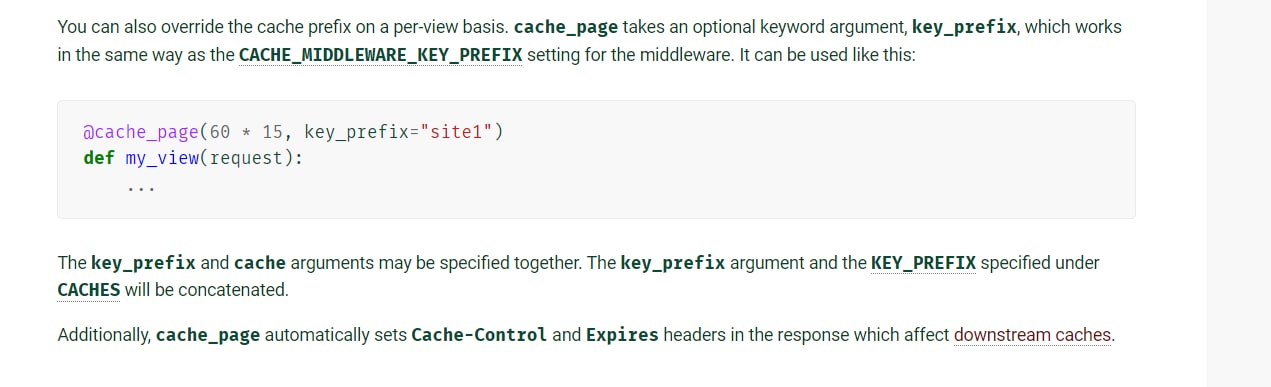 You can also override the cache prefix on a per-view basis. cache_page takes an optional keyword argument, key_prefix, which works
in the same way as the CACHE_MIDDLEWARE_KEY_PREFIX setting for the middleware. It can be used like this:
@cache_page(60 * 15, key_prefix="site1")
def my_view(request):
    ...
The key_prefix and cache arguments may be specified together. The key_prefix argument and the KEY_PREFIX specified under
CACHES will be concatenated.
Additionally, cache_page automatically sets Cache-Control and Expires headers in the response which affect downstream caches.